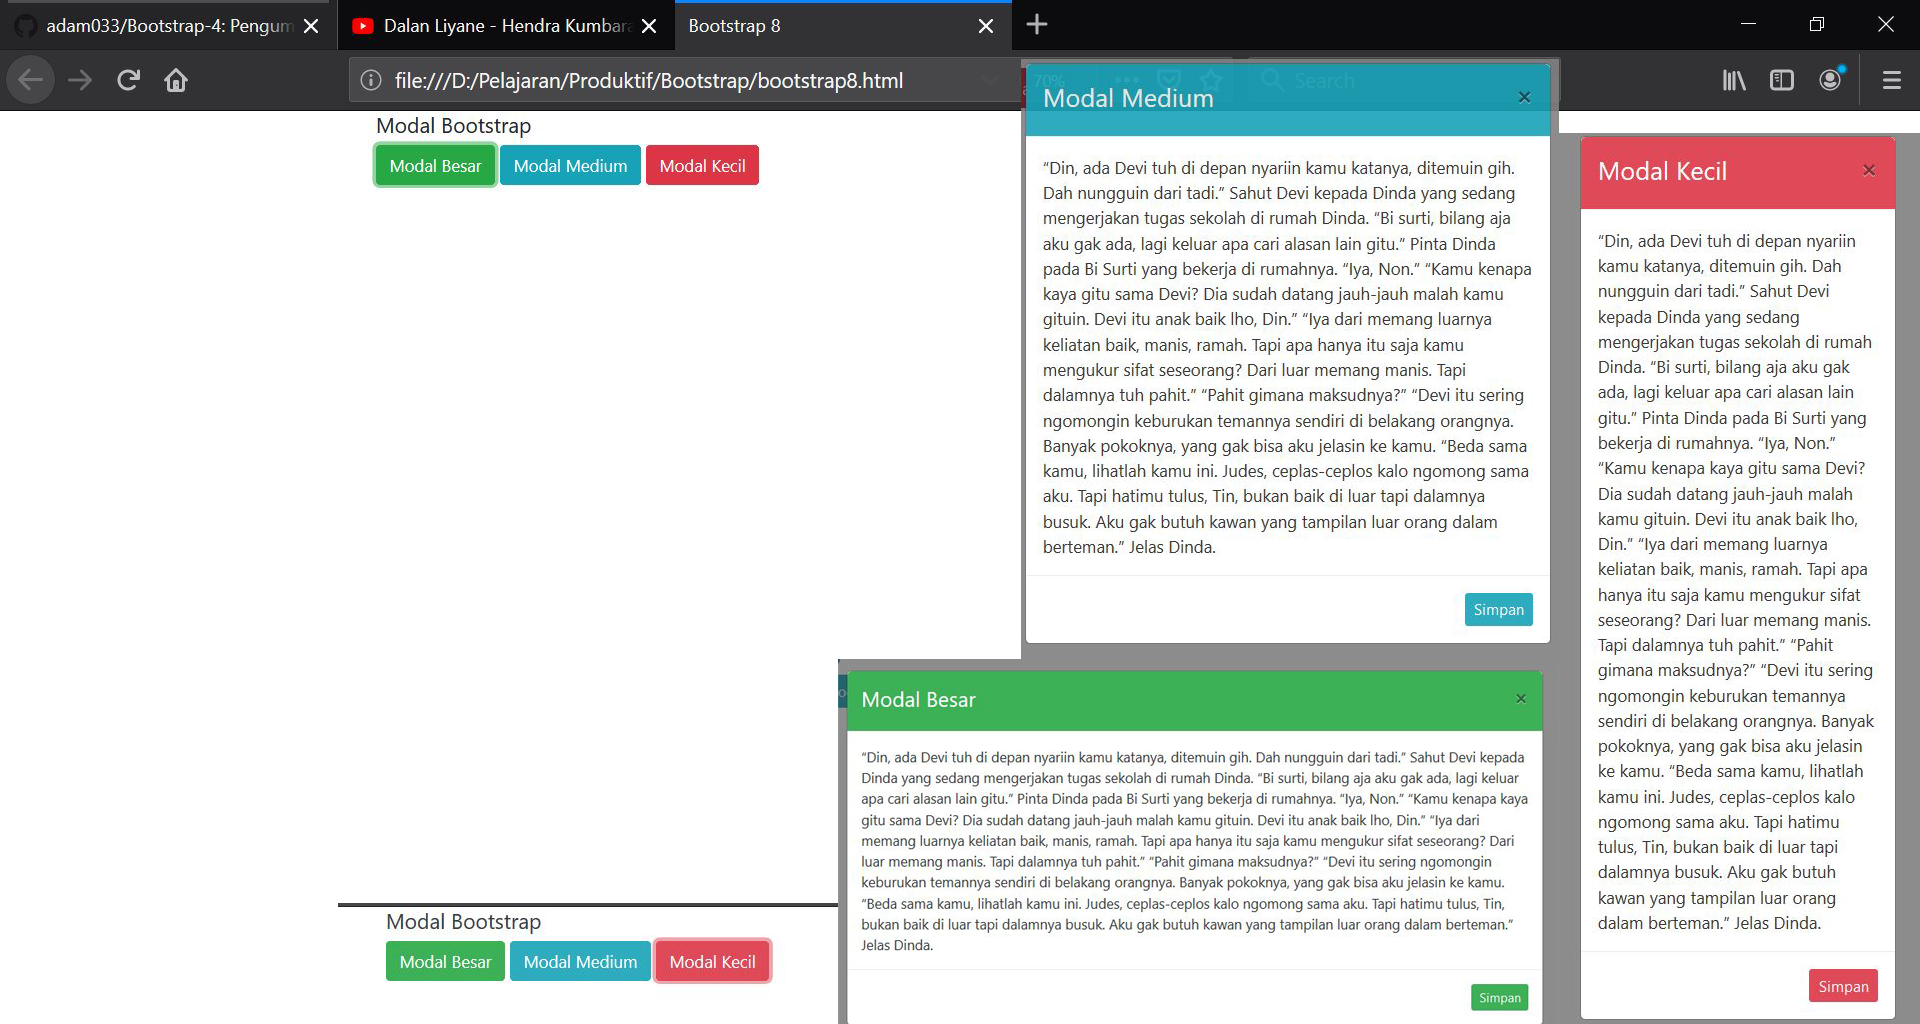 adam033/Bootstrap-4: Pengum
Dalan Liyane - Hendra Kumbara
Bootstrap 8
file:///D:/Pelajaran/Produktif/Bootstrap/bootstrap8.html
70%
Search
Modal Bootstrap
Modal Besar
Modal Medium
Modal Kecil
Modal Medium
×
“Din, ada Devi tuh di depan nyariin kamu katanya, ditemuin gih.
Dah nungguin dari tadi.” Sahut Devi kepada Dinda yang sedang
mengerjakan tugas sekolah di rumah Dinda. “Bi surti, bilang aja
aku gak ada, lagi keluar apa cari alasan lain gitu.” Pinta Dinda
pada Bi Surti yang bekerja di rumahnya. “Iya, Non.” “Kamu kenapa
kaya gitu sama Devi? Dia sudah datang jauh-jauh malah kamu
gituin. Devi itu anak baik lho, Din.” “Iya dari memang luarnya
keliatan baik, manis, ramah. Tapi apa hanya itu saja kamu
mengukur sifat seseorang? Dari luar memang manis. Tapi
dalamnya tuh pahit.” “Pahit gimana maksudnya?” “Devi itu sering
ngomongin keburukan temannya sendiri di belakang orangnya.
Banyak pokoknya, yang gak bisa aku jelasin ke kamu. “Beda sama
kamu, lihatlah kamu ini. Judes, ceplas-ceplos kalo ngomong sama
aku. Tapi hatimu tulus, Tin, bukan baik di luar tapi dalamnya
busuk. Aku gak butuh kawan yang tampilan luar orang dalam
berteman.” Jelas Dinda.
Simpan
Modal Kecil
×
“Din, ada Devi tuh di depan nyariin
kamu katanya, ditemuin gih. Dah
nungguin dari tadi.” Sahut Devi
kepada Dinda yang sedang
mengerjakan tugas sekolah di rumah
Dinda. “Bi surti, bilang aja aku gak
ada, lagi keluar apa cari alasan lain
gitu.” Pinta Dinda pada Bi Surti yang
bekerja di rumahnya. “Iya, Non.”
“Kamu kenapa kaya gitu sama Devi?
Dia sudah datang jauh-jauh malah
kamu gituin. Devi itu anak baik lho,
Din.” “Iya dari memang luarnya
keliatan baik, manis, ramah. Tapi apa
hanya itu saja kamu mengukur sifat
seseorang? Dari luar memang manis.
Tapi dalamnya tuh pahit.” “Pahit
gimana maksudnya?” “Devi itu sering
ngomongin keburukan temannya
sendiri di belakang orangnya. Banyak
pokoknya, yang gak bisa aku jelasin
ke kamu. “Beda sama kamu, lihatlah
kamu ini. Judes, ceplas-ceplos kalo
ngomong sama aku. Tapi hatimu
tulus, Tin, bukan baik di luar tapi
dalamnya busuk. Aku gak butuh
kawan yang tampilan luar orang
dalam berteman.” Jelas Dinda.
Simpan
Modal Besar
×
“Din, ada Devi tuh di depan nyariin kamu katanya, ditemuin gih. Dah nungguin dari tadi.” Sahut Devi kepada
Dinda yang sedang mengerjakan tugas sekolah di rumah Dinda. “Bi surti, bilang aja aku gak ada, lagi keluar
apa cari alasan lain gitu.” Pinta Dinda pada Bi Surti yang bekerja di rumahnya. “Iya, Non.” “Kamu kenapa kaya
gitu sama Devi? Dia sudah datang jauh-jauh malah kamu gituin. Devi itu anak baik lho, Din.” “Iya dari
memang luarnya keliatan baik, manis, ramah. Tapi apa hanya itu saja kamu mengukur sifat seseorang? Dari
luar memang manis. Tapi dalamnya tuh pahit.” “Pahit gimana maksudnya?” “Devi itu sering ngomongin
keburukan temannya sendiri di belakang orangnya. Banyak pokoknya, yang gak bisa aku jelasin ke kamu.
“Beda sama kamu, lihatlah kamu ini. Judes, ceplas-ceplos kalo ngomong sama aku. Tapi hatimu tulus, Tin,
bukan baik di luar tapi dalamnya busuk. Aku gak butuh kawan yang tampilan luar orang dalam berteman.”
Jelas Dinda.
Simpan
Modal Bootstrap
Modal Besar
Modal Medium
Modal Kecil